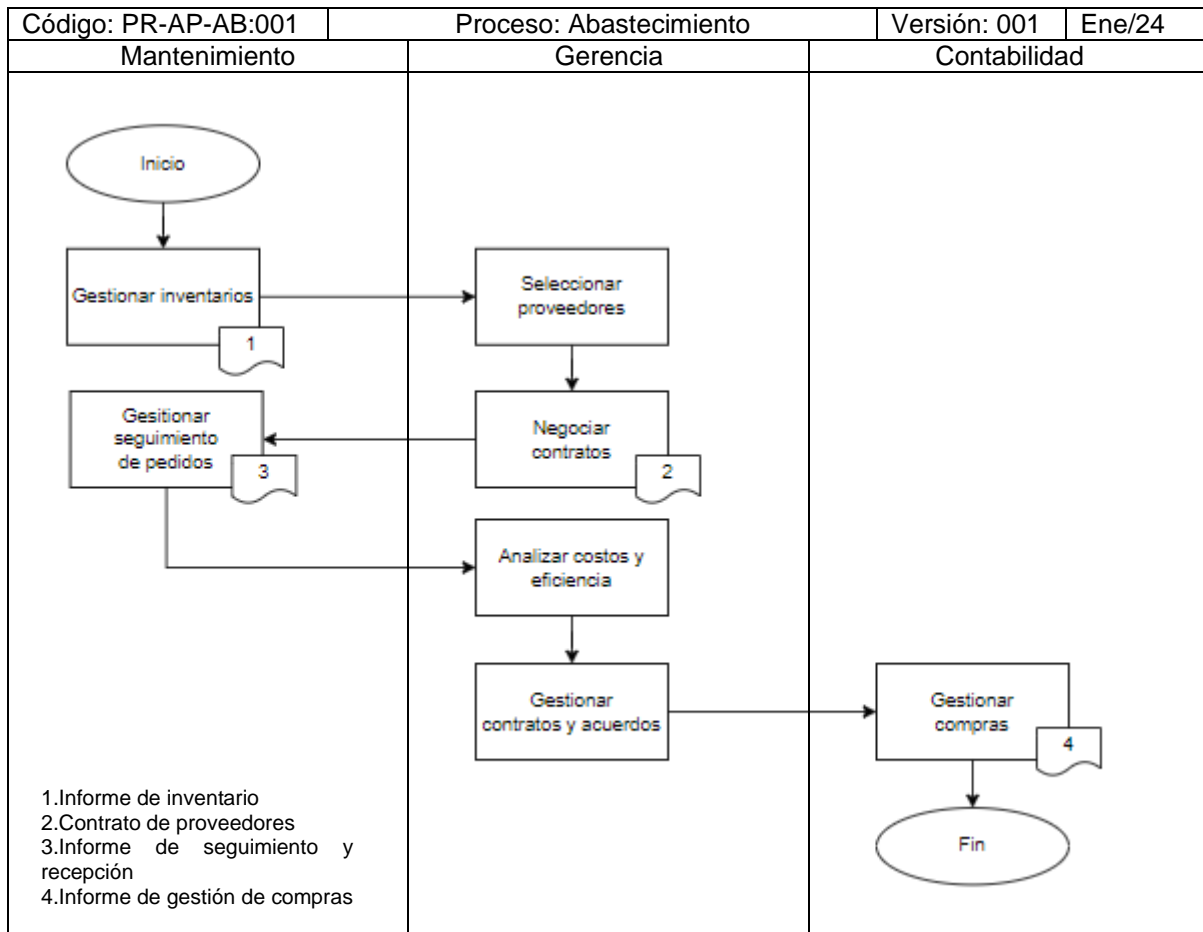 Código: PR-AP-AB:001 Proceso: Abastecimiento Versión: 001 Ene/24
Mantenimiento Gerencia Contabilidad
Inicio
Gestionar inventarios
1
Seleccionar
proveedores
Gesitionar
seguimiento
de pedidos
3
Negociar
contratos
2
Analizar costos y
eficiencia
Gestionar
contratos y acuerdos
Gestionar
compras
4
Fin
1.Informe de inventario
2.Contrato de proveedores
3.Informe de seguimiento y
recepción
4.Informe de gestión de compras